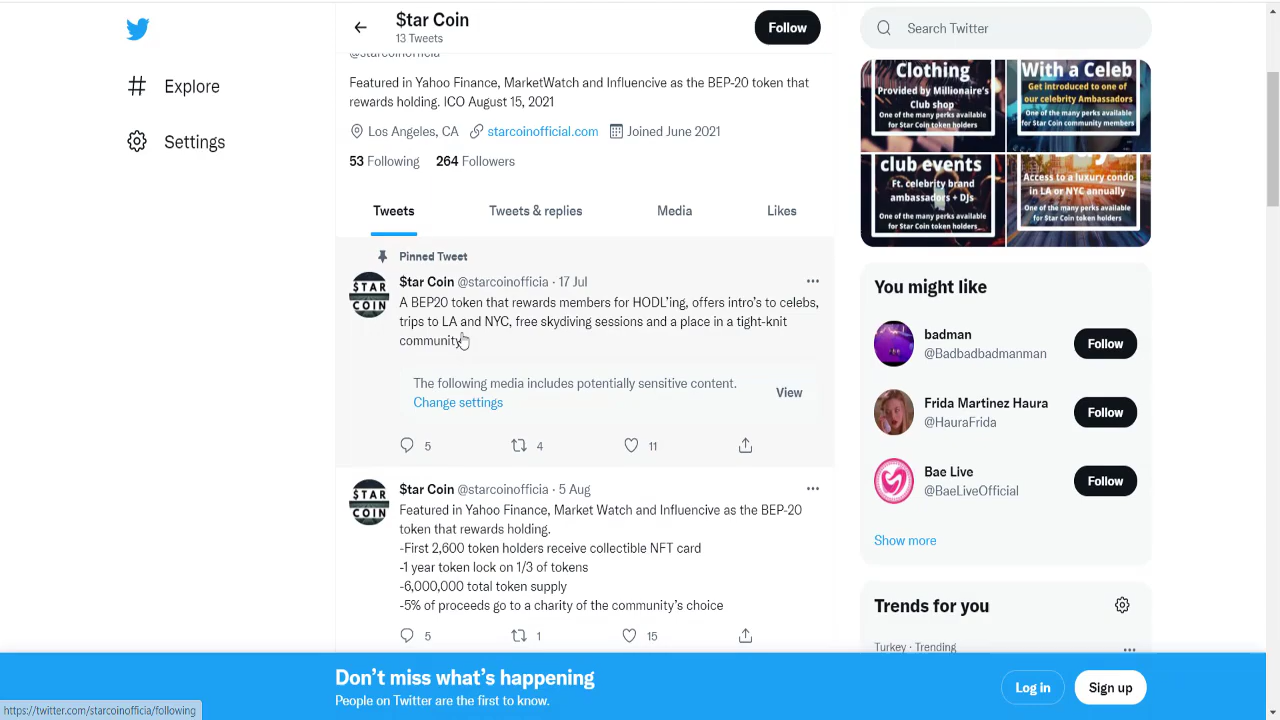 $tar Coin
13 Tweets
Follow
Search Twitter
Explore
Settings
@starcoinofficia
Featured in Yahoo Finance, MarketWatch and Influencive as the BEP-20 token that
rewards holding. ICO August 15, 2021
Los Angeles, CA
starcoinofficial.com
Joined June 2021
53 Following
264 Followers
Tweets
Tweets & replies
Media
Likes
Pinned Tweet
$tar Coin @starcoinofficia · 17 Jul
A BEP20 token that rewards members for HODL'ing, offers intro's to celebs,
trips to LA and NYC, free skydiving sessions and a place in a tight-knit
community
The following media includes potentially sensitive content.
Change settings
View
5
4
11
$TAR
COIN
$tar Coin @starcoinofficia · 5 Aug
Featured in Yahoo Finance, Market Watch and Influencive as the BEP-20
token that rewards holding.
-First 2,600 token holders receive collectible NFT card
-1 year token lock on 1/3 of tokens
-6,000,000 total token supply
-5% of proceeds go to a charity of the community's choice
5
1
15
$TAR
COIN
Clothing
Provided by Millionaire's
Club shop
One of the many perks available
for $tar Coin token holders
With a Celeb
Get introduced to one of
our celebrity Ambassadors
One of the many perks available
for $tar Coin community members
club events
Ft. celebrity brand
ambassadors + DJs
One of the many perks available
for $tar Coin token holders
Access to a luxury condo
in LA or NYC annually
One of the many perks available
for $tar Coin token holders
You might like
badman
@Badbadbadmanman
Follow
Frida Martinez Haura
@HauraFrida
Follow
Bae Live
@BaeLiveOfficial
Follow
Show more
Trends for you
Turkey · Trending
Don't miss what's happening
People on Twitter are the first to know.
Log in
Sign up
https://twitter.com/starcoinofficia/following